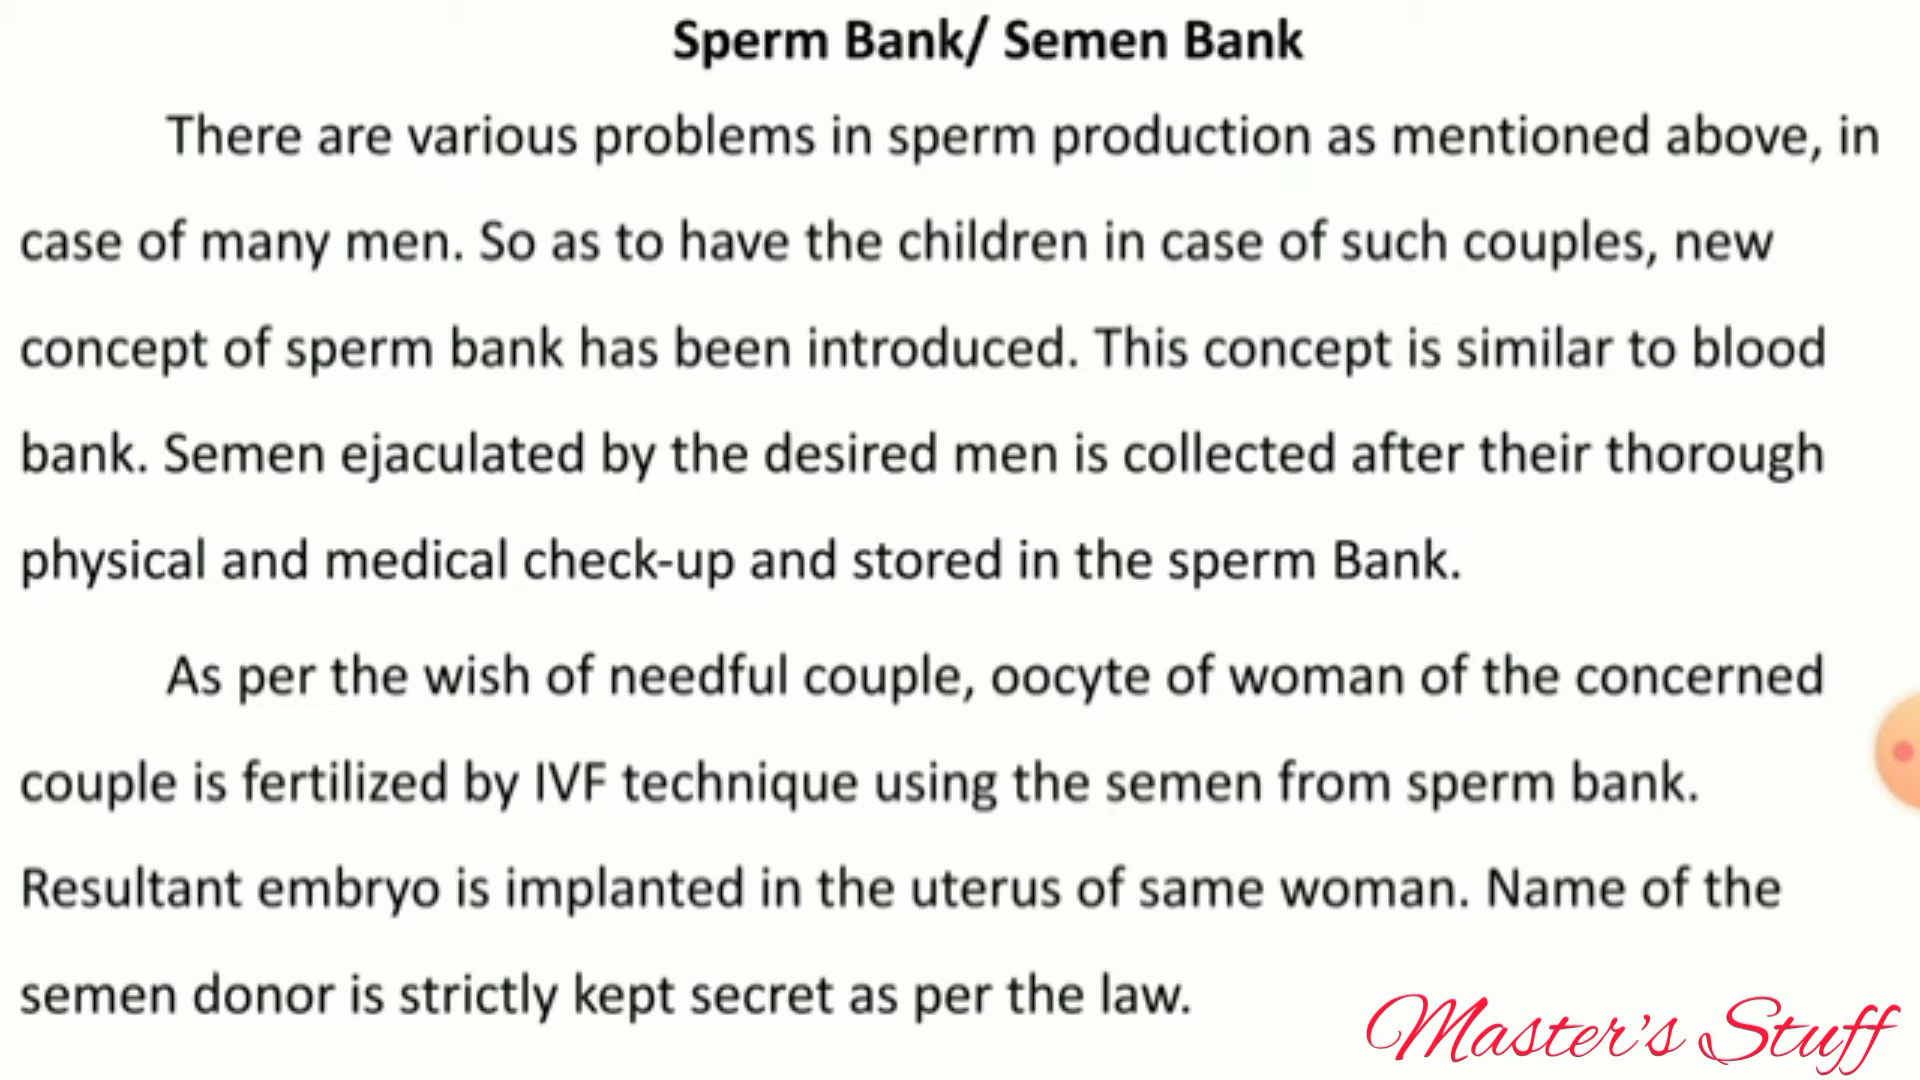 Sperm Bank/ Semen Bank
There are various problems in sperm production as mentioned above, in
case of many men. So as to have the children in case of such couples, new
concept of sperm bank has been introduced. This concept is similar to blood
bank. Semen ejaculated by the desired men is collected after their thorough
physical and medical check-up and stored in the sperm Bank.
As per the wish of needful couple, oocyte of woman of the concerned
couple is fertilized by IVF technique using the semen from sperm bank.
Resultant embryo is implanted in the uterus of same woman. Name of the
semen donor is strictly kept secret as per the law.
Master's Stuff